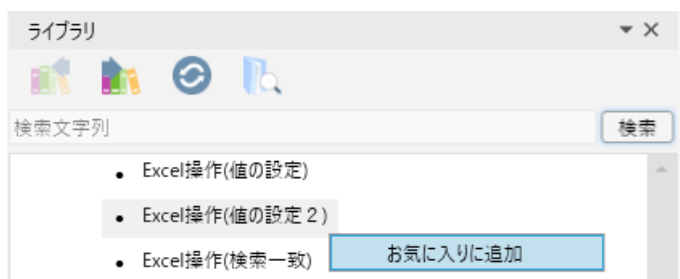 ライブラリ
検索文字列
検索
Excel操作(値の設定)
Excel操作(値の設定２)
Excel操作(検索一致)
お気に入りに追加